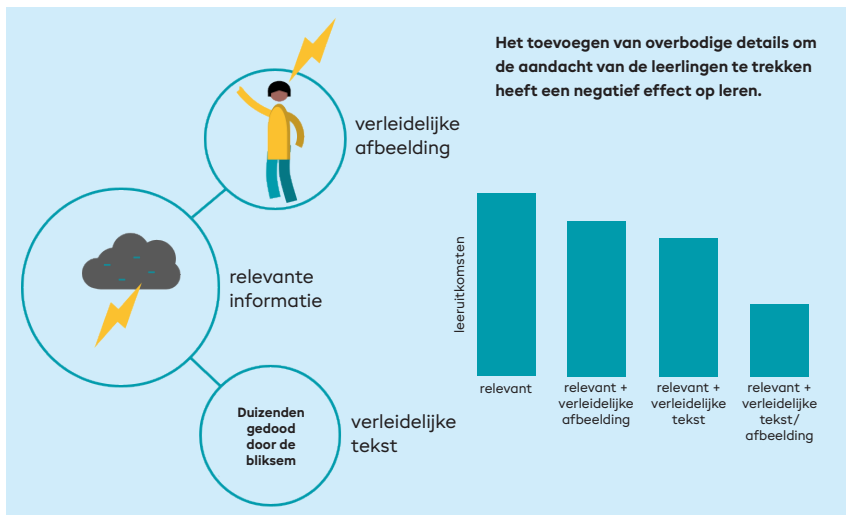 Het toevoegen van overbodige details om
de aandacht van de leerlingen te trekken
heeft een negatief effect op leren.
verleidelijke
afbeelding
relevante
informatie
Duizenden
gedood
door de
bliksem
verleidelijke
tekst
leeruitkomsten
relevant
relevant +
verleidelijke
afbeelding
relevant +
verleidelijke
tekst
relevant +
verleidelijke
tekst/
afbeelding